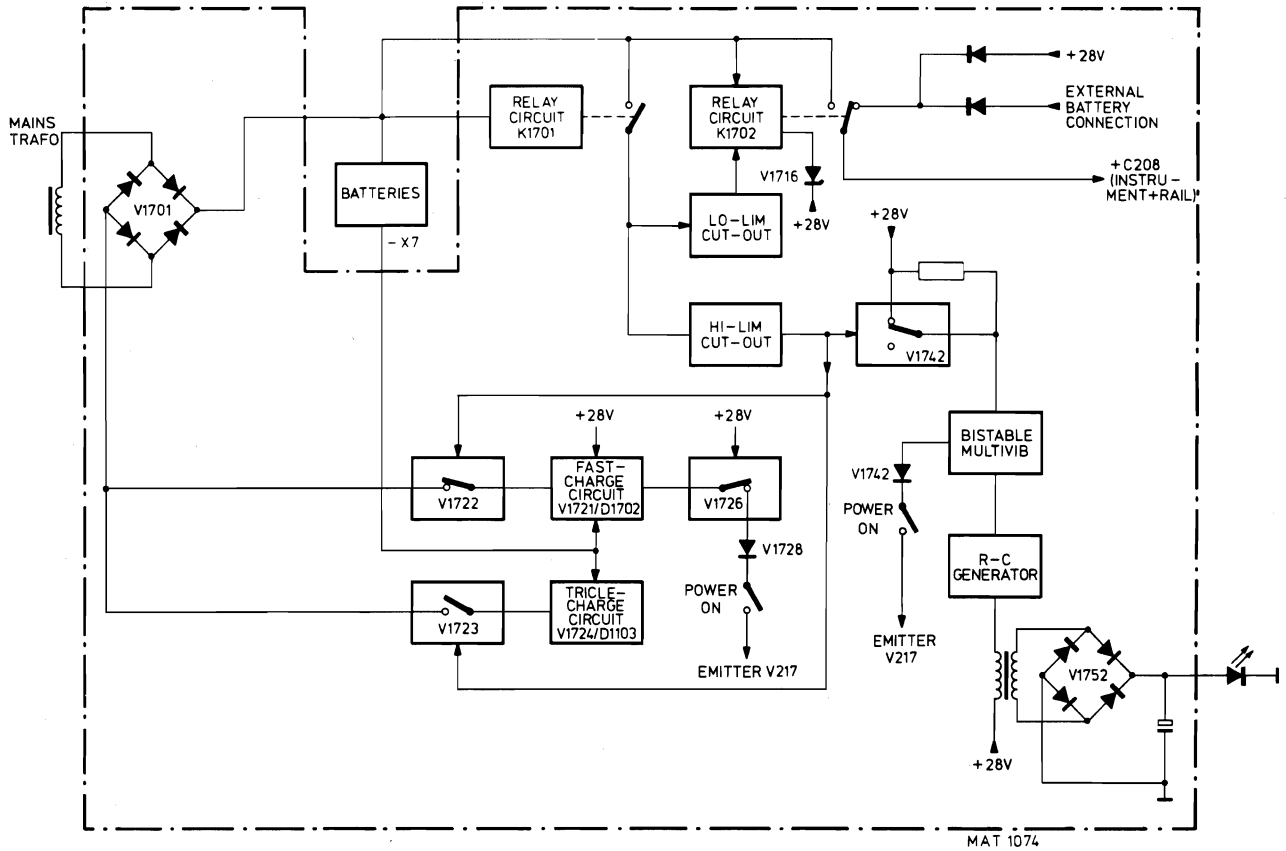 MAINS
TRAFO
V1701
BATTERIES
- X7
RELAY
CIRCUIT
K1701
RELAY
CIRCUIT
K1702
+28V
EXTERNAL
BATTERY
CONNECTION
V1716
+28V
+C208
(INSTRU-
MENT+RAIL)
LO-LIM
CUT-OUT
+28V
HI-LIM
CUT-OUT
V1742
+28V
+28V
V1722
FAST-
CHARGE
CIRCUIT
V1721/D1702
V1726
BISTABLE
MULTIVIB
V1742
POWER
ON
V1728
POWER
ON
V1723
TRICLE-
CHARGE
CIRCUIT
V1724/D1103
R-C
GENERATOR
EMITTER
V217
EMITTER V217
V1752
+28V
MAT 1074